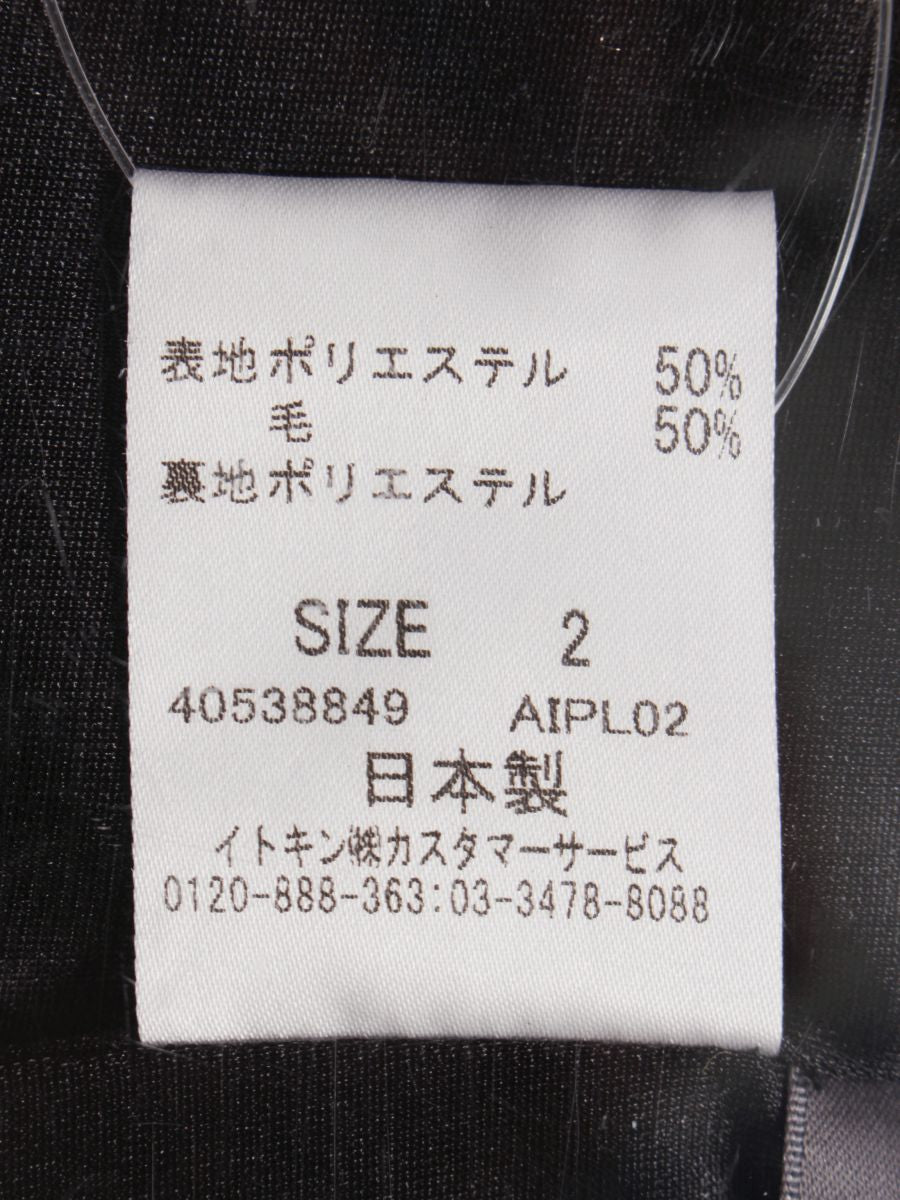 表地ポリエステル 50%
毛 50%
裏地ポリエステル
SIZE 2
40538849 AIPL02
日本製
イトキン㈱カスタマーサービス
0120-888-363:03-3478-8088